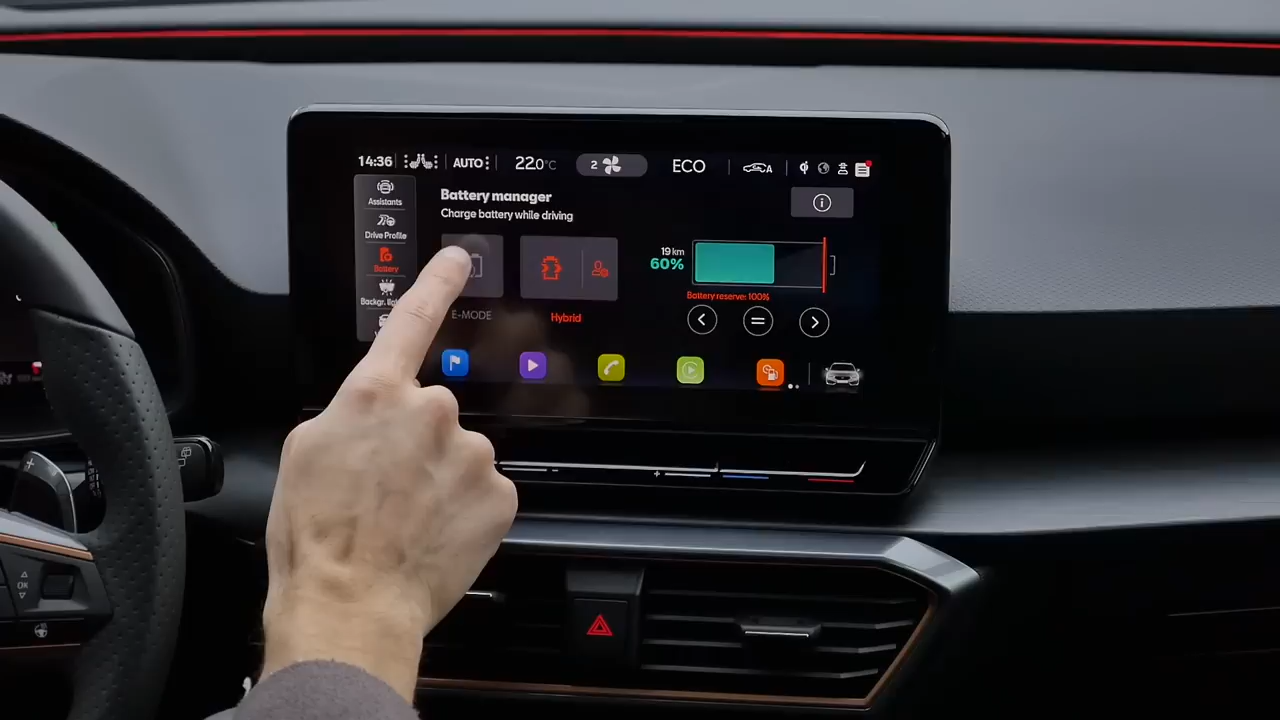 14:36 AUTO 22.0°C 2 ECO A
Assistants
Drive Profile
Battery
Backgr. light
Battery manager
Charge battery while driving
i
E-MODE
Hybrid
19 km
60%
Battery reserve: 100%
OK